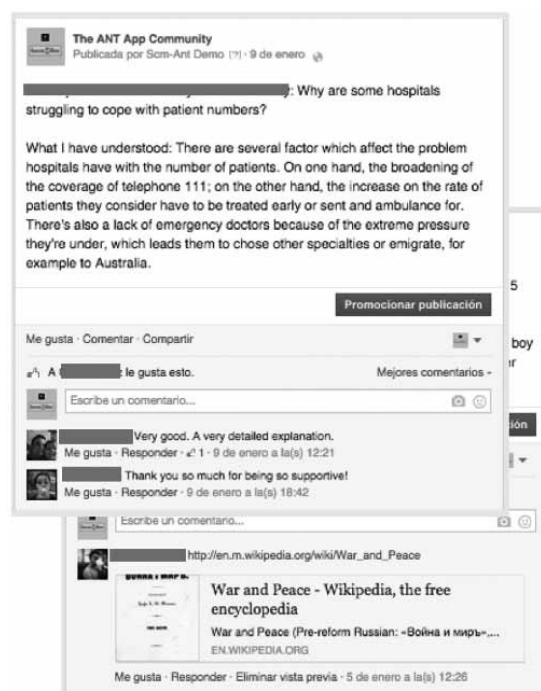 The ANT App Community
Publicada por Scm-Ant Demo [?] · 9 de enero
: Why are some hospitals
struggling to cope with patient numbers?
What I have understood: There are several factor which affect the problem
hospitals have with the number of patients. On one hand, the broadening of
the coverage of telephone 111; on the other hand, the increase on the rate of
patients they consider have to be treated early or sent and ambulance for.
There's also a lack of emergency doctors because of the extreme pressure
they're under, which leads them to chose other specialties or emigrate, for
example to Australia.
5
Promocionar publicación
Me gusta · Comentar · Compartir
boy
A le gusta esto. Mejores comentarios
Escribe un comentario...
ión
Very good. A very detailed explanation.
Me gusta · Responder · 1 · 9 de enero a la(s) 12:21
Thank you so much for being so supportive!
Me gusta · Responder · 9 de enero a la(s) 18:42
Escribe un comentario...
http://en.m.wikipedia.org/wiki/War_and_Peace
War and Peace - Wikipedia, the free
encyclopedia
War and Peace (Pre-reform Russian: «Война и миръ»,...
EN.WIKIPEDIA.ORG
Me gusta · Responder · Eliminar vista previa · 5 de enero a la(s) 12:26